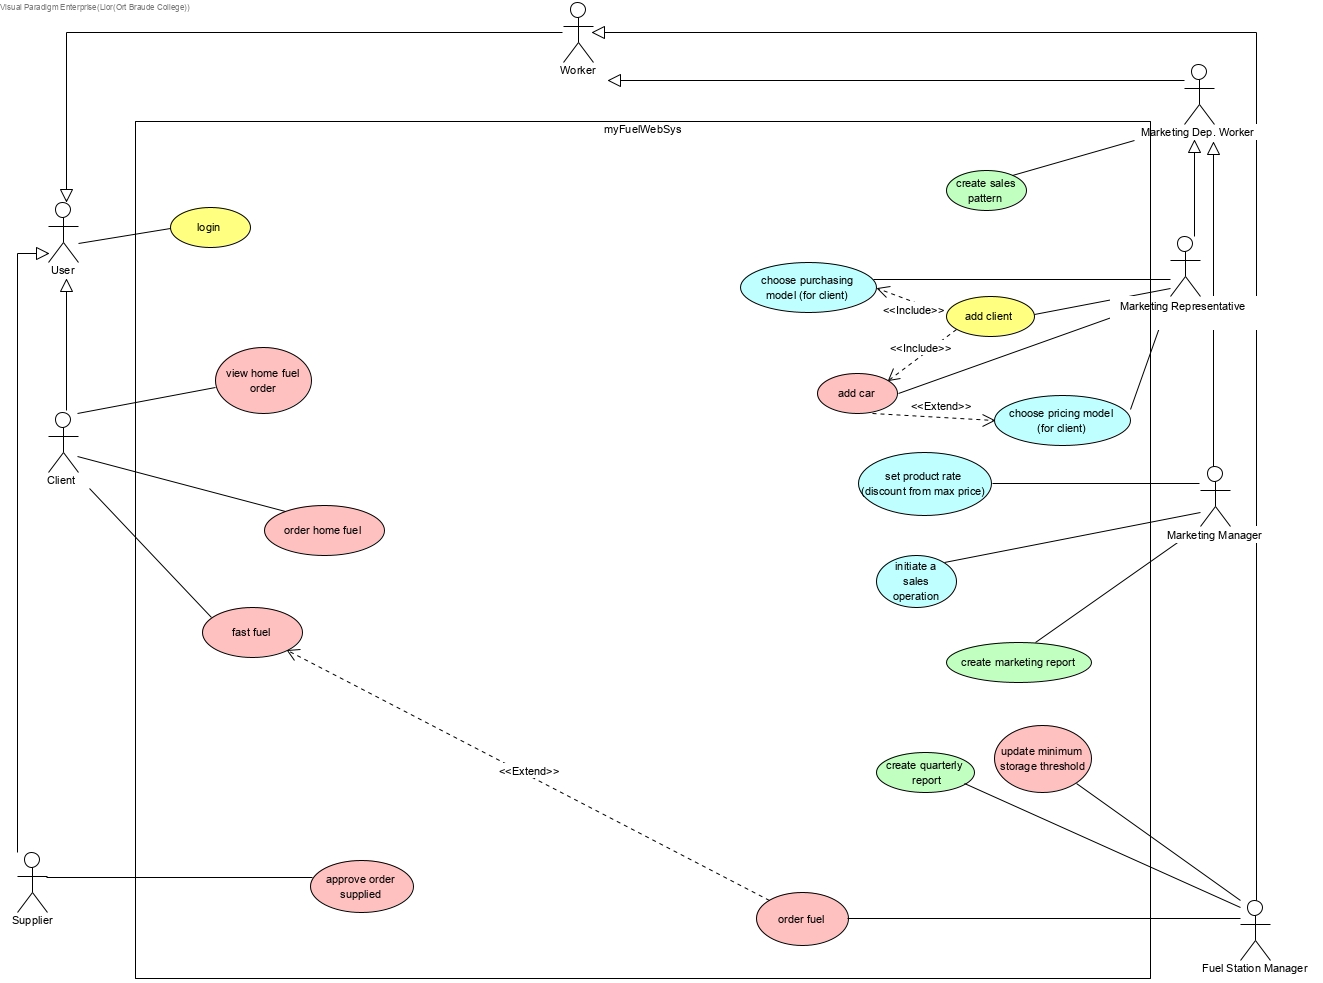 Visual Paradigm Enterprise(Lior(Ort Braude College))
Worker
myFuelWebSys
Marketing Dep. Worker
create sales
pattern
login
User
choose purchasing
model (for client)
<<Include>>
add client
Marketing Representative
<<Include>>
view home fuel
order
add car
<<Extend>>
choose pricing model
(for client)
Client
set product rate
(discount from max price)
order home fuel
Marketing Manager
initiate a
sales
operation
fast fuel
create marketing report
update minimum
storage threshold
create quarterly
report
<<Extend>>
approve order
supplied
Supplier
order fuel
Fuel Station Manager